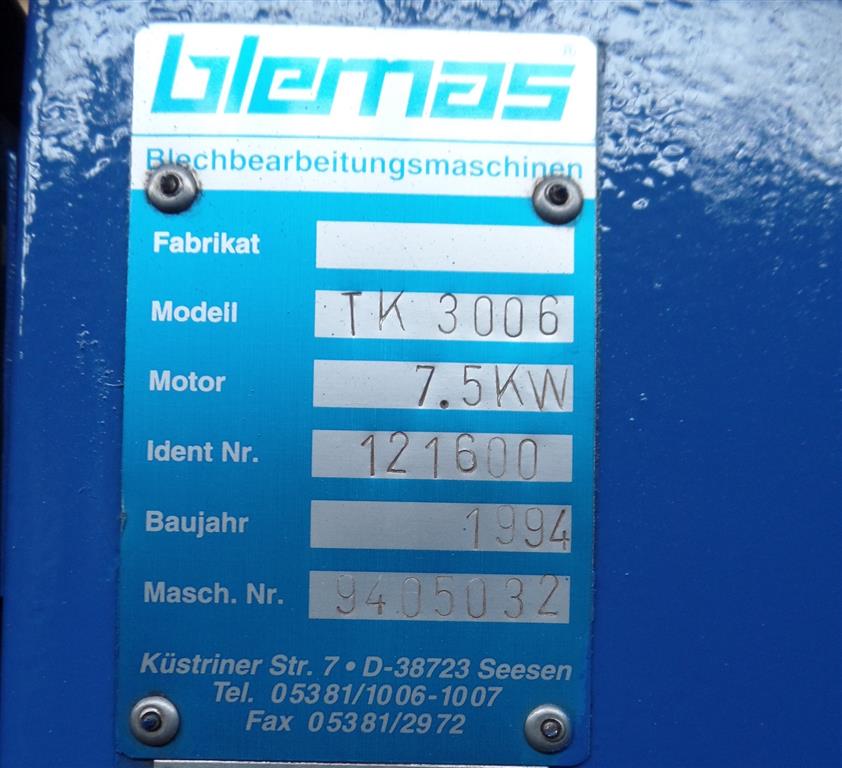 blemas®
Blechbearbeitungsmaschinen
Fabrikat
Modell TK 3006
Motor 7.5KW
Ident Nr. 121600
Baujahr 1994
Masch. Nr. 9405032
Küstriner Str. 7 • D-38723 Seesen
Tel. 05381/1006-1007
Fax 05381/2972